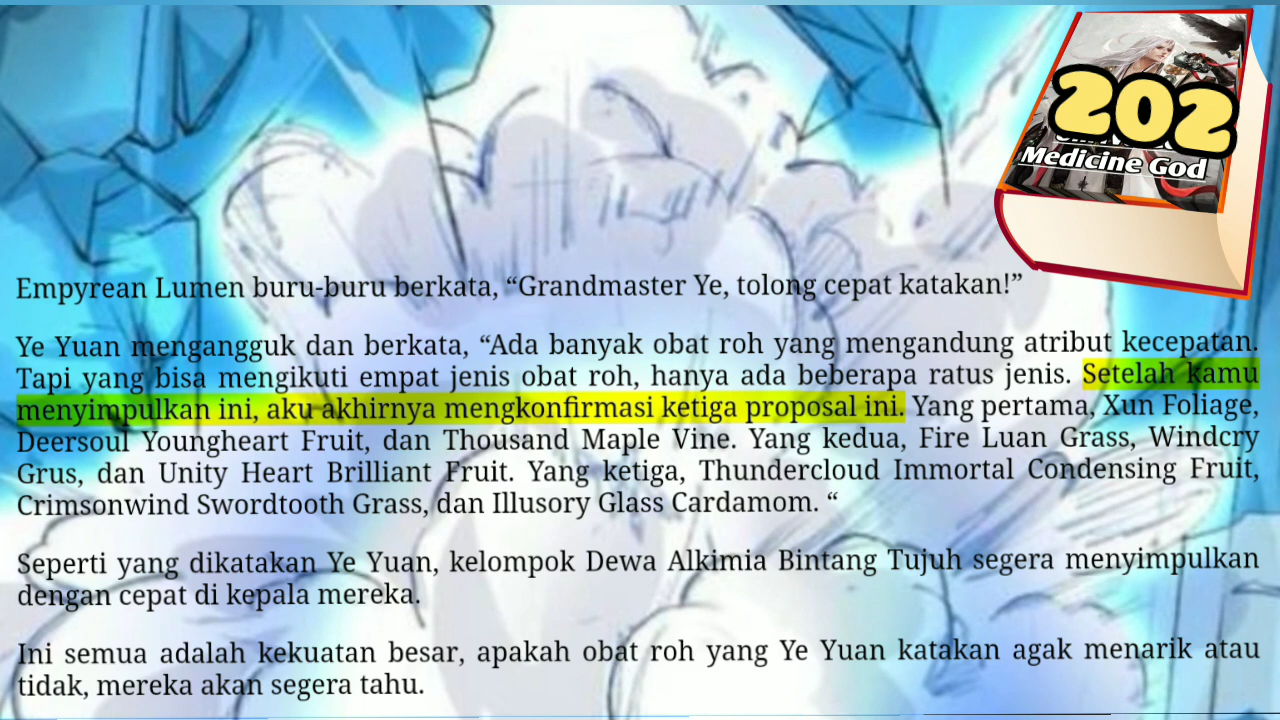 202
Medicine God
Empyrean Lumen buru-buru berkata, “Grandmaster Ye, tolong cepat katakan!”
Ye Yuan mengangguk dan berkata, “Ada banyak obat roh yang mengandung atribut kecepatan.
Tapi yang bisa mengikuti empat jenis obat roh, hanya ada beberapa ratus jenis. Setelah kamu
menyimpulkan ini, aku akhirnya mengkonfirmasi ketiga proposal ini. Yang pertama, Xun Foliage,
Deersoul Youngheart Fruit, dan Thousand Maple Vine. Yang kedua, Fire Luan Grass, Windcry
Grus, dan Unity Heart Brilliant Fruit. Yang ketiga, Thundercloud Immortal Condensing Fruit,
Crimsonwind Swordtooth Grass, dan Illusory Glass Cardamom. “
Seperti yang dikatakan Ye Yuan, kelompok Dewa Alkimia Bintang Tujuh segera menyimpulkan
dengan cepat di kepala mereka.
Ini semua adalah kekuatan besar, apakah obat roh yang Ye Yuan katakan agak menarik atau
tidak, mereka akan segera tahu.